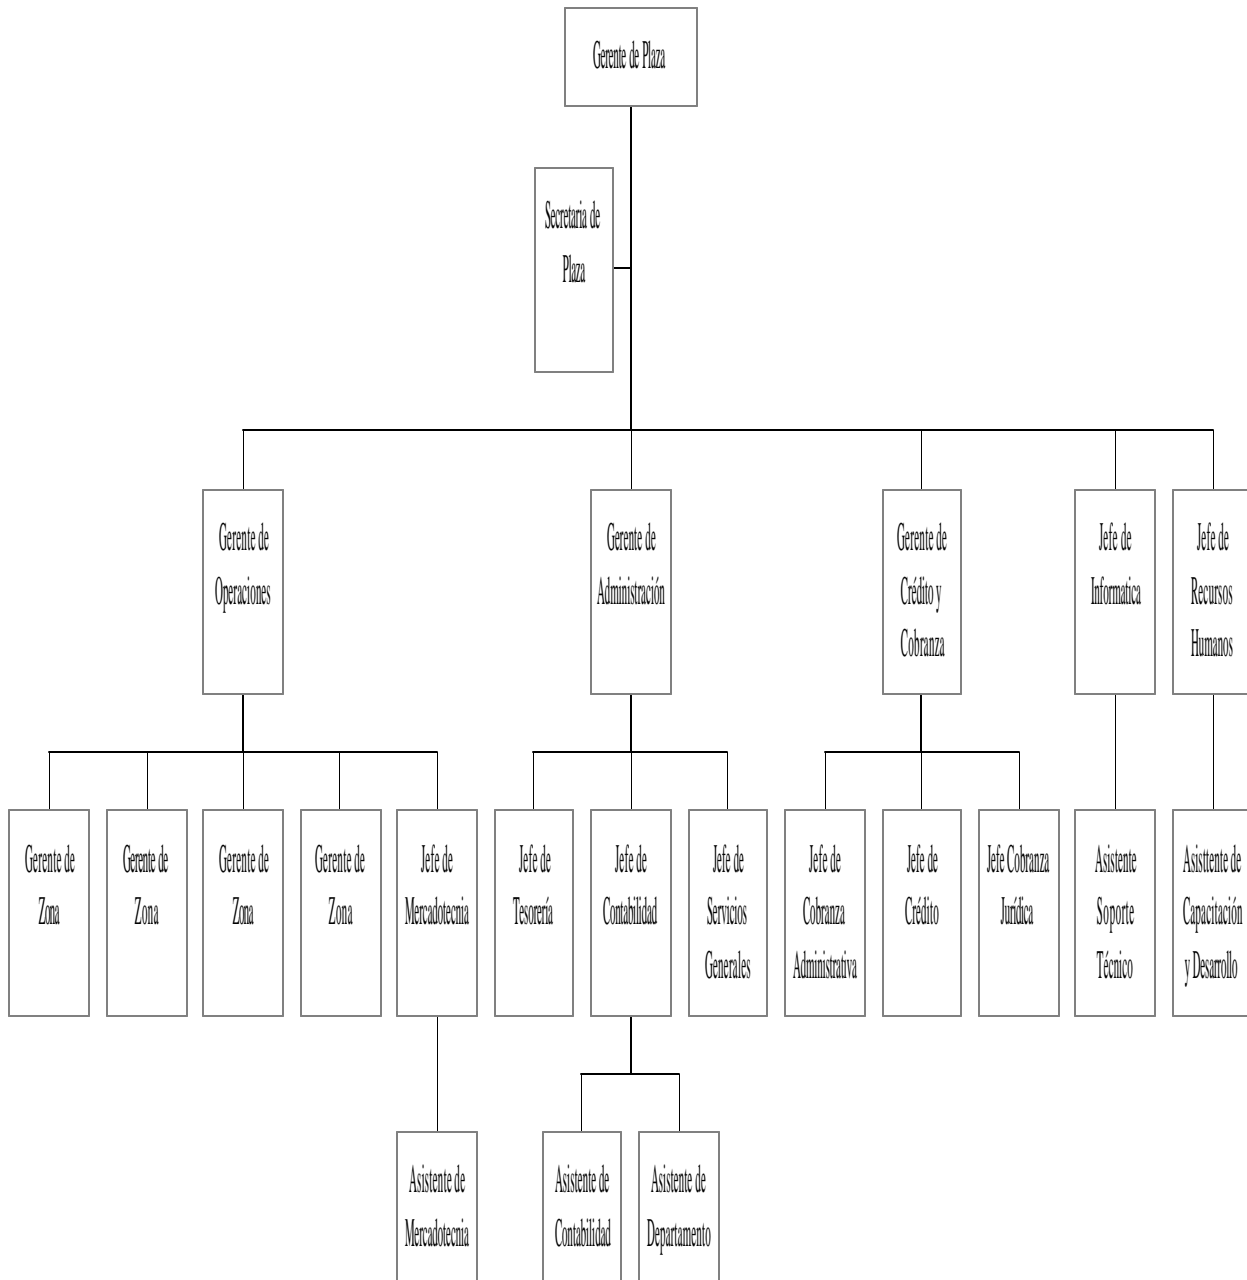 Gerente de Plaza
Secretaria de
Plaza
Gerente de
Operaciones
Gerente de
Administración
Gerente de
Crédito y
Cobranza
Jefe de
Informatica
Jefe de
Recursos
Humanos
Gerente de
Zona
Gerente de
Zona
Gerente de
Zona
Gerente de
Zona
Jefe de
Mercadotecnia
Jefe de
Tesorería
Jefe de
Contabilidad
Jefe de
Servicios
Generales
Jefe de
Cobranza
Administrativa
Jefe de
Crédito
Jefe Cobranza
Jurídica
Asistente
Soporte
Técnico
Asisttente de
Capacitación
y Desarrollo
Asistente de
Mercadotecnia
Asistente de
Contabilidad
Asistente de
Departamento